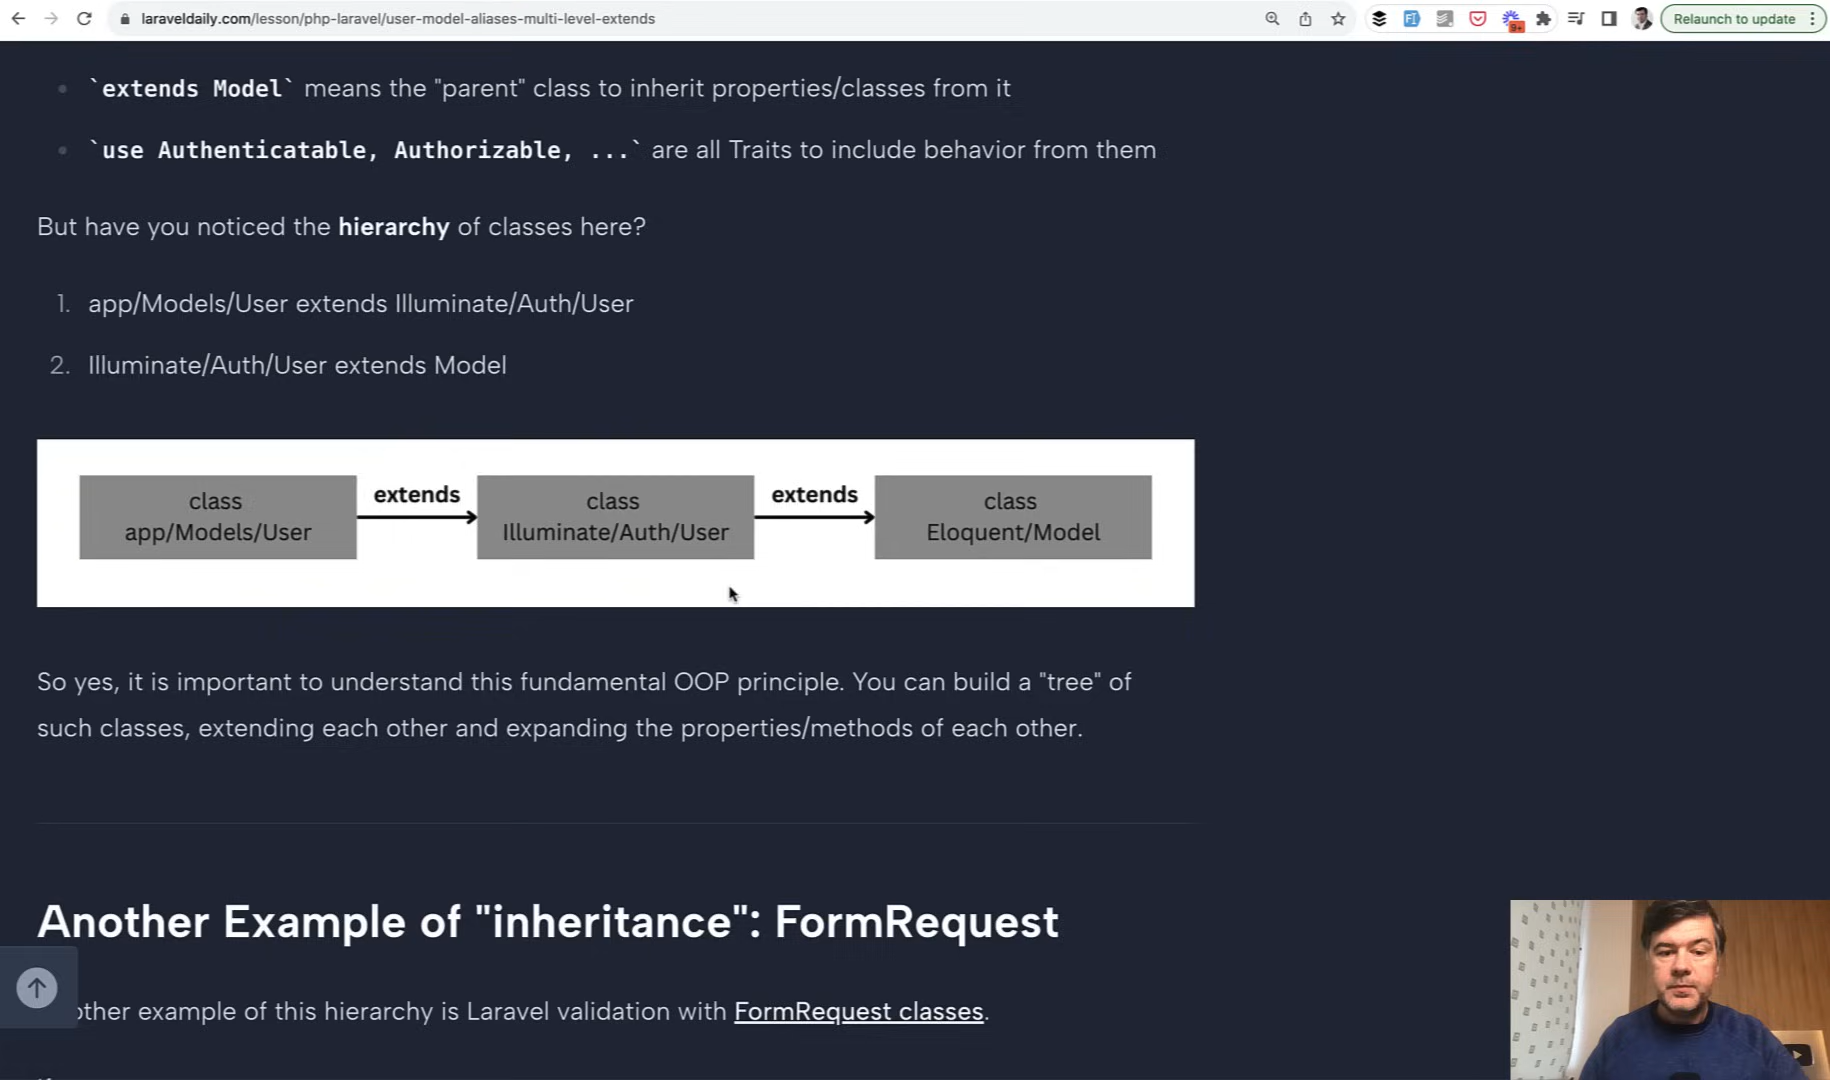 laraveldaily.com/lesson/php-laravel/user-model-aliases-multi-level-extends
9+
Relaunch to update
`extends Model` means the "parent" class to inherit properties/classes from it
`use Authenticatable, Authorizable, ...` are all Traits to include behavior from them
But have you noticed the hierarchy of classes here?
1. app/Models/User extends Illuminate/Auth/User
2. Illuminate/Auth/User extends Model
class
app/Models/User
extends
class
Illuminate/Auth/User
extends
class
Eloquent/Model
So yes, it is important to understand this fundamental OOP principle. You can build a "tree" of
such classes, extending each other and expanding the properties/methods of each other.
Another Example of "inheritance": FormRequest
other example of this hierarchy is Laravel validation with FormRequest classes.